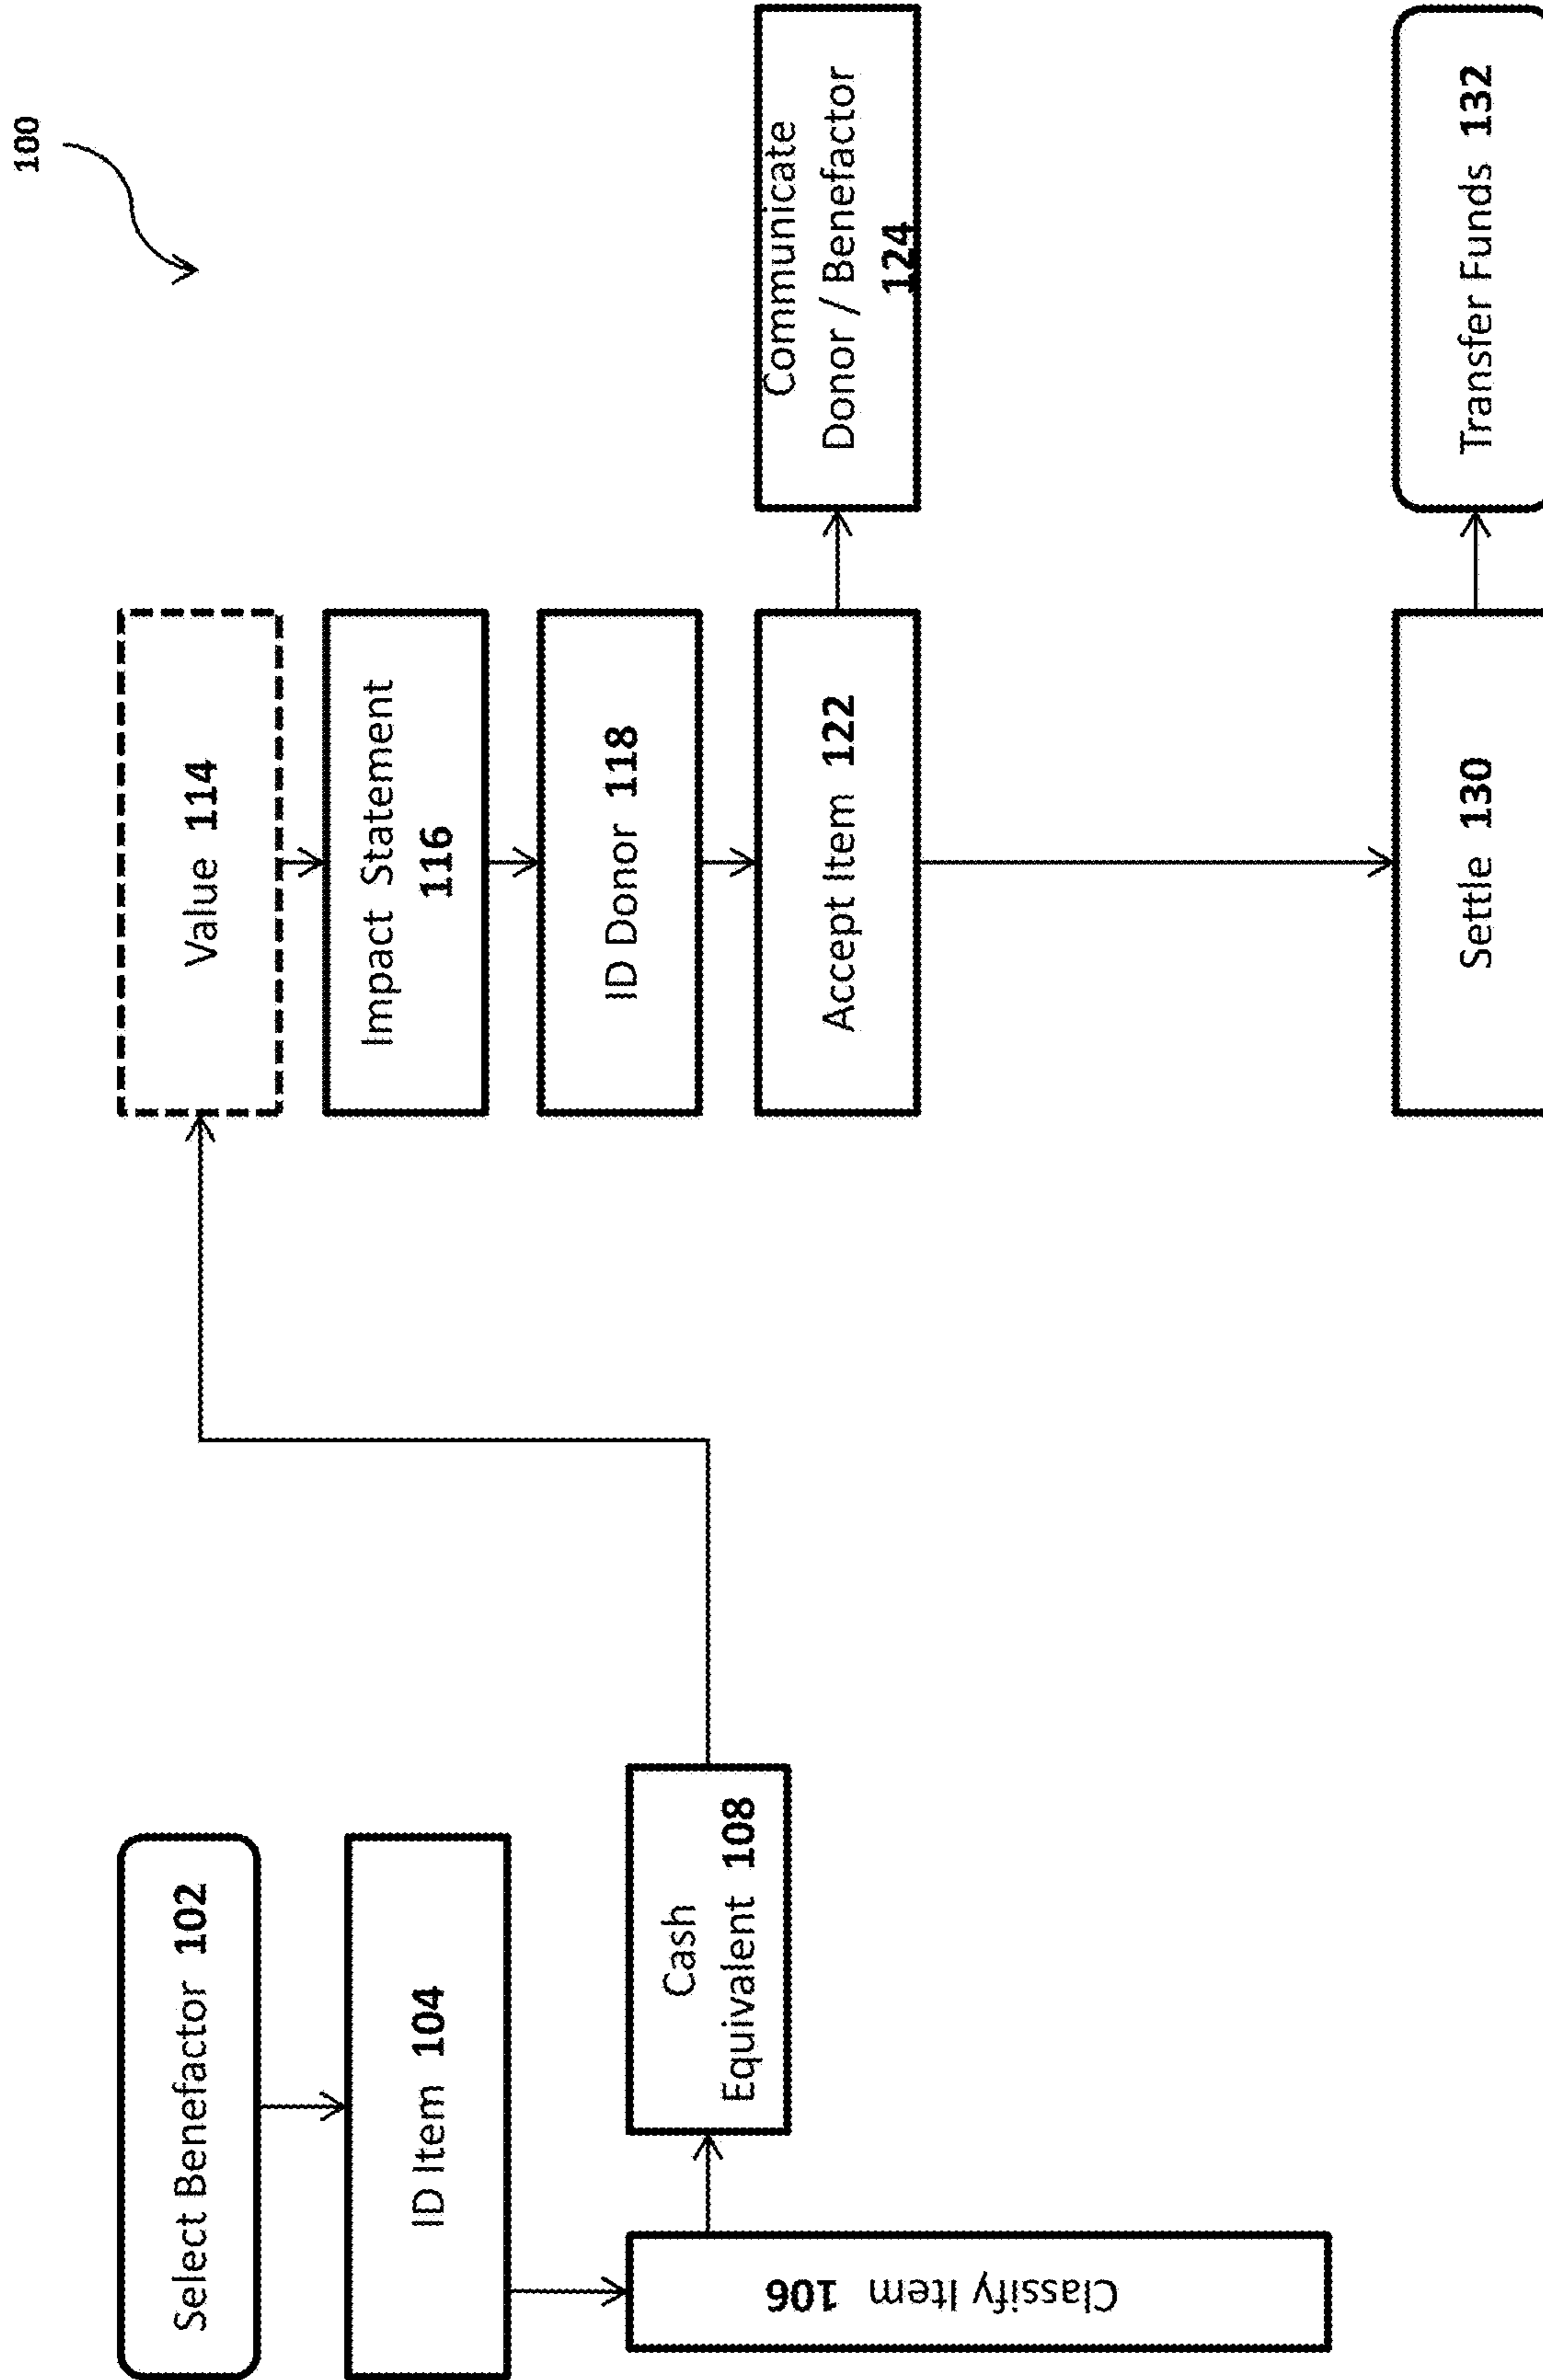 100
Select Benefactor 102
ID Item 104
Classify Item 106
Cash
Equivalent 108
Value 114
Impact Statement
116
ID Donor 118
Accept Item 122
Communicate
Donor / Benefactor
124
Settle 130
Transfer Funds 132